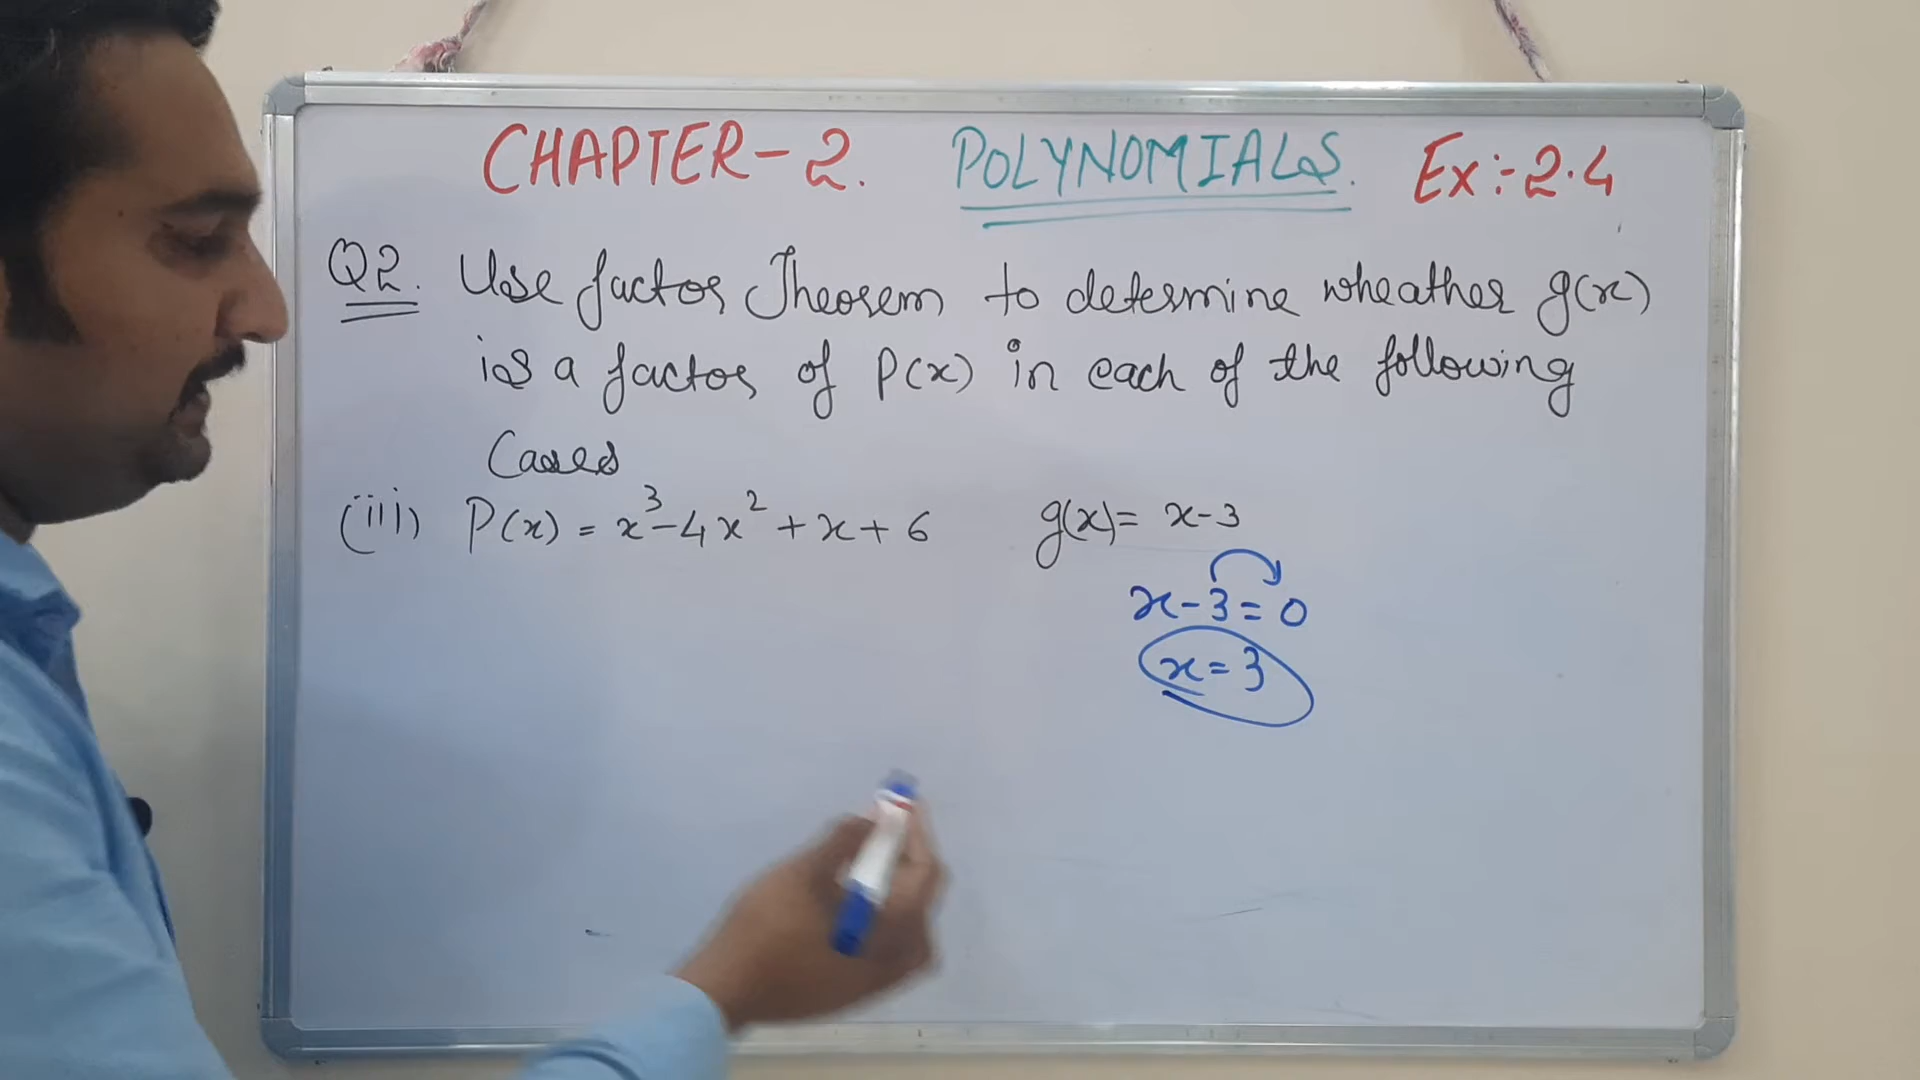 CHAPTER-2. POLYNOMIALS. Ex:-2.4
Q2. Use factor Theorem to determine wheather g(x)
is a factor of P(x) in each of the following
Cases
(iii) P(x) = x³-4x²+x+6 g(x)= x-3
x-3=0
x=3